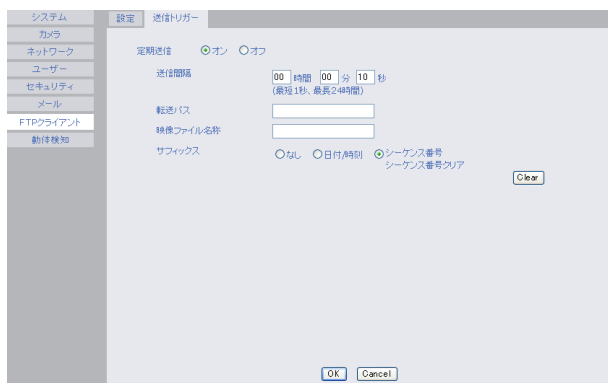 システム
カメラ
ネットワーク
ユーザー
セキュリティ
メール
FTPクライアント
動体検知
設定 送信トリガー
定期送信 オン オフ
送信間隔 00 時間 00 分 10 秒
(最短1秒、最長24時間)
転送パス
映像ファイル名称
サフィックス なし 日付/時刻 シーケンス番号
シーケンス番号クリア
Clear
OK Cancel